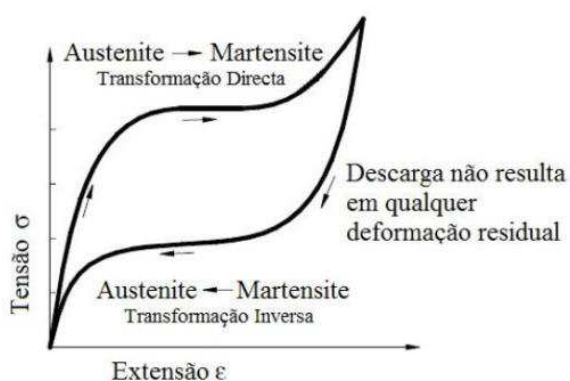 Austenite → Martensite
Transformação Directa
Descarga não resulta
em qualquer
deformação residual
Austenite ← Martensite
Transformação Inversa
Tensão σ
Extensão ε